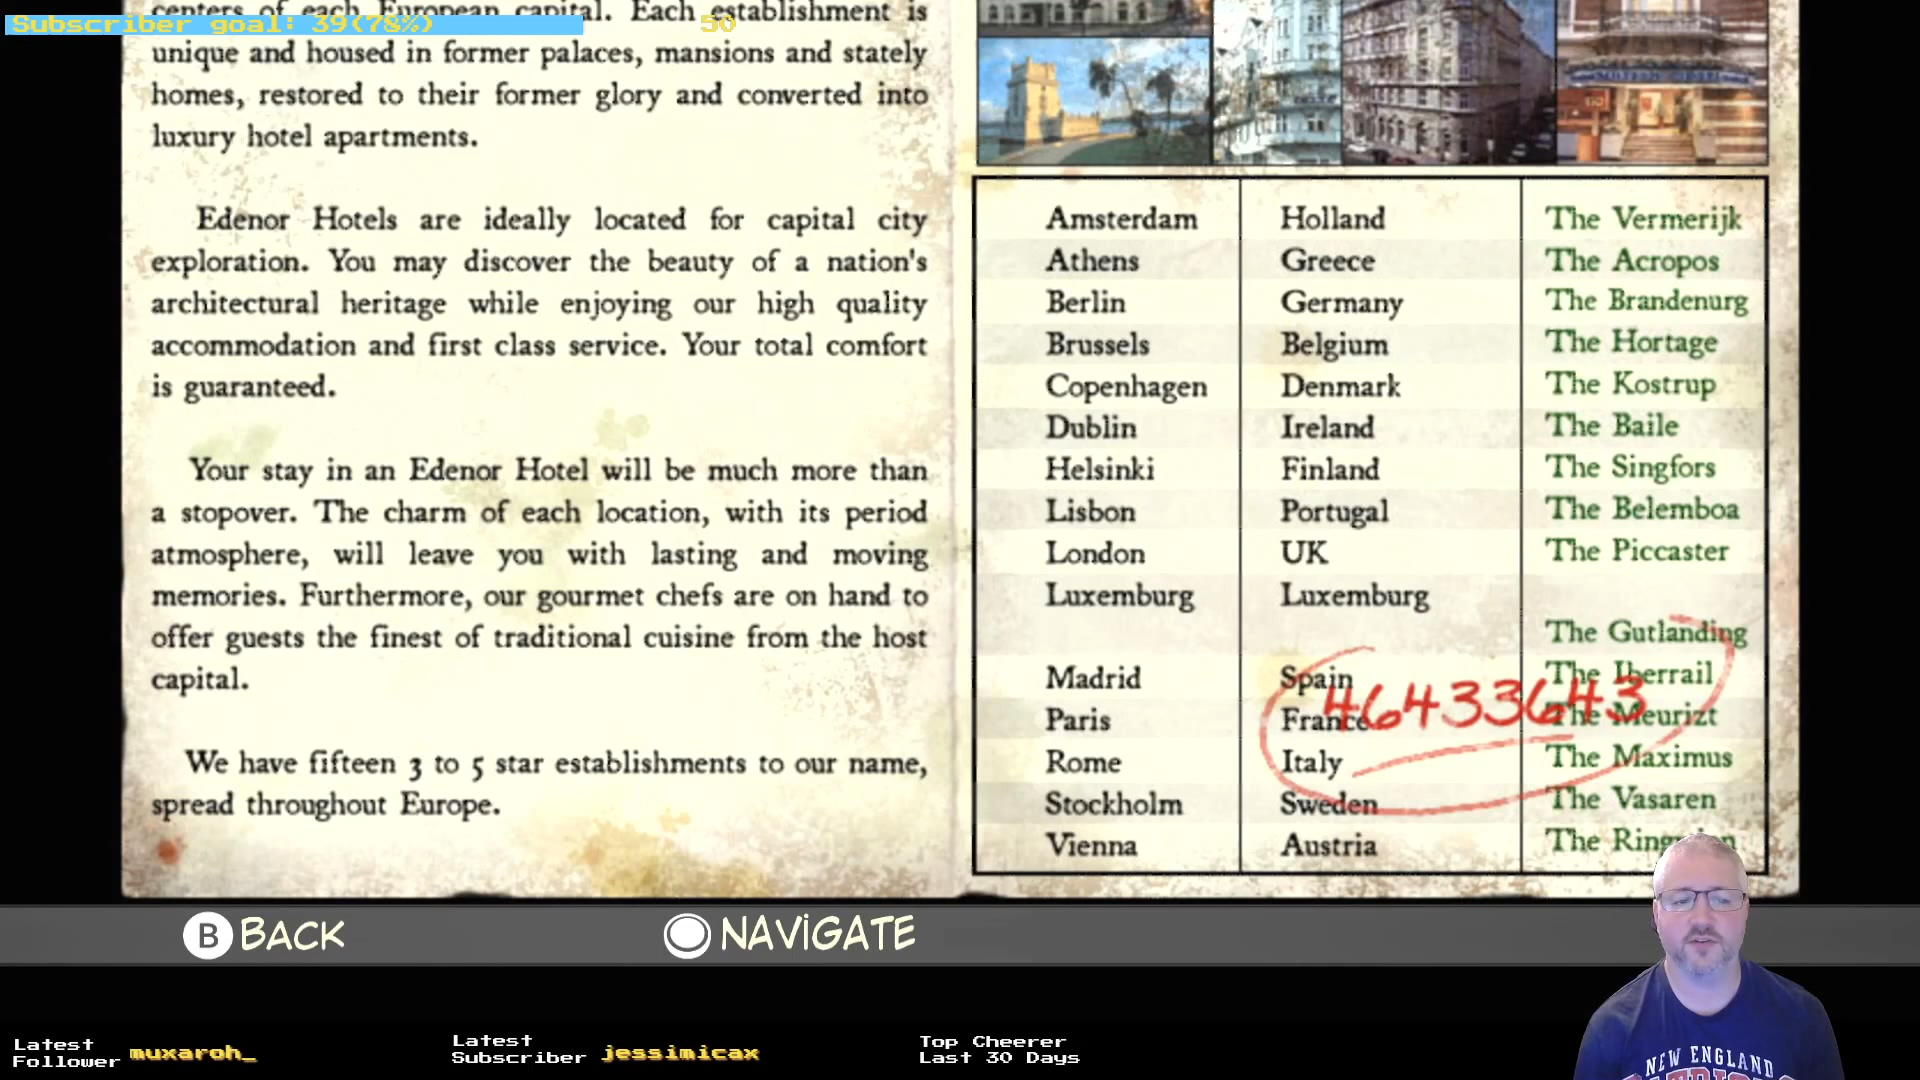 Subscriber goal: 39(78%) 50
centers of each European capital. Each establishment is
unique and housed in former palaces, mansions and stately
homes, restored to their former glory and converted into
luxury hotel apartments.
Edenor Hotels are ideally located for capital city
exploration. You may discover the beauty of a nation's
architectural heritage while enjoying our high quality
accommodation and first class service. Your total comfort
is guaranteed.
Your stay in an Edenor Hotel will be much more than
a stopover. The charm of each location, with its period
atmosphere, will leave you with lasting and moving
memories. Furthermore, our gourmet chefs are on hand to
offer guests the finest of traditional cuisine from the host
capital.
We have fifteen 3 to 5 star establishments to our name,
spread throughout Europe.
Amsterdam Holland The Vermerijk
Athens Greece The Acropos
Berlin Germany The Brandenurg
Brussels Belgium The Hortage
Copenhagen Denmark The Kostrup
Dublin Ireland The Baile
Helsinki Finland The Singfors
Lisbon Portugal The Belemboa
London UK The Piccaster
Luxemburg Luxemburg
The Gutlanding
Madrid Spain The Iberrail
46433643
Paris France The Meurizt
Rome Italy The Maximus
Stockholm Sweden The Vasaren
Vienna Austria The
B BACK
NAVIGATE
Latest
Follower muxaroh_
Latest
Subscriber jessimicax
Top Cheerer
Last 30 Days
NEW ENGLAND